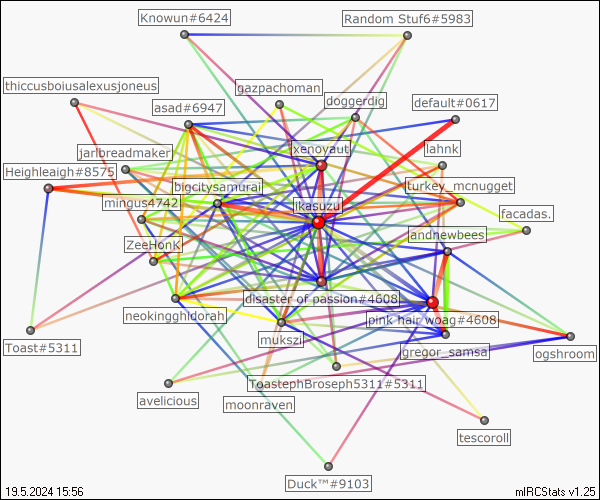 Knowun#6424
Random Stuf6#5983
thiccusboiusalexusjoneus
gazpachoman
asad#6947
doggerdig
default#0617
jarlbreadmaker
xenoyaut
lahnk
Heighleaigh#8575
bigcitysamurai
turkey_mcnugget
mingus4742
jkasuzu
facadas.
ZeeHonk
andnewbees
disaster of passion#4608
neokingghidorah
pink hair woag#4608
mukszi
gregor_samsa
Toast#5311
ogshroom
ToastephBroseph5311#5311
avelicious
moonraven
tescoroll
Duck™#9103
19.5.2024 15:56
mIRCStats v1.25